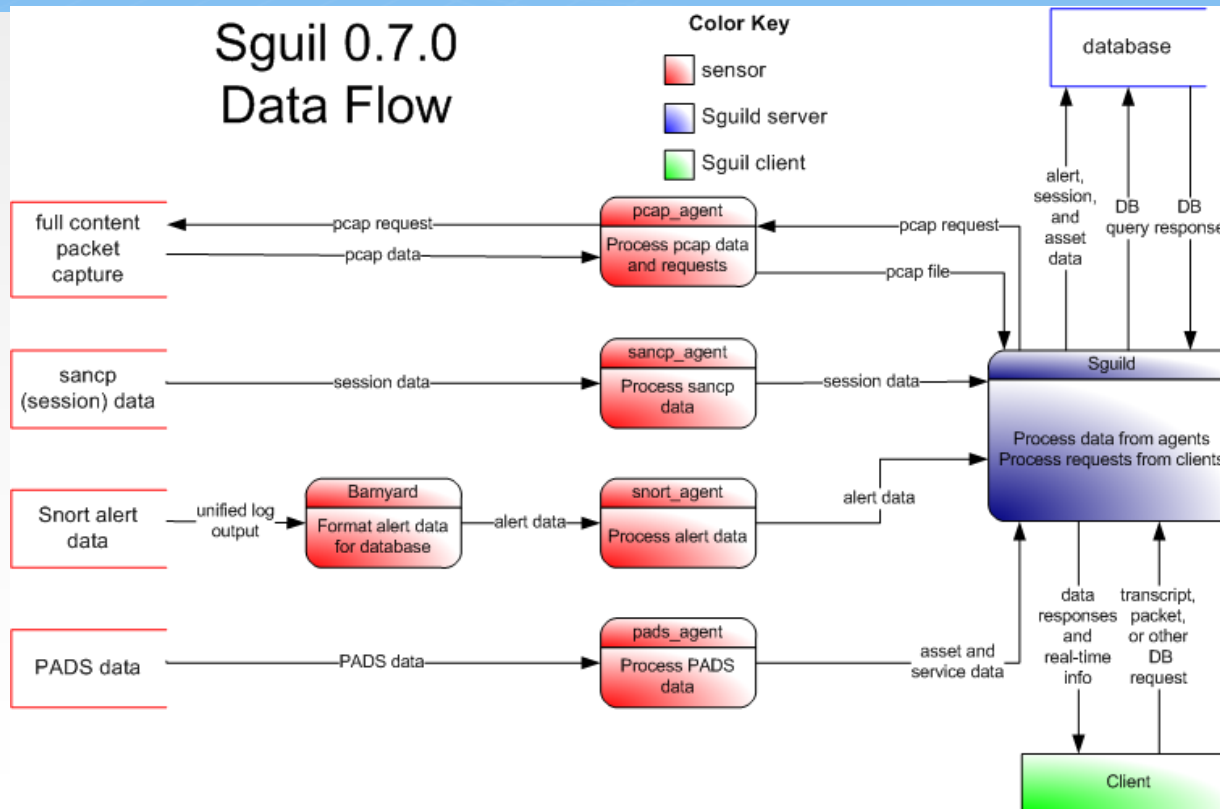 Sguil 0.7.0
Data Flow
Color Key
sensor
Sguild server
Sguil client
database
alert,
session,
and
asset
data
DB
query
DB
response
full content
packet
capture
pcap request
pcap data
pcap_agent
Process pcap data
and requests
pcap request
pcap file
sancp
(session) data
session data
sancp_agent
Process sancp
data
session data
Sguild
Process data from agents
Process requests from clients
Snort alert
data
unified log
output
Barnyard
Format alert data
for database
alert data
snort_agent
Process alert data
alert data
PADS data
PADS data
pads_agent
Process PADS
data
asset and
service data
data
responses
and
real-time
info
transcript,
packet,
or other
DB
request
Client